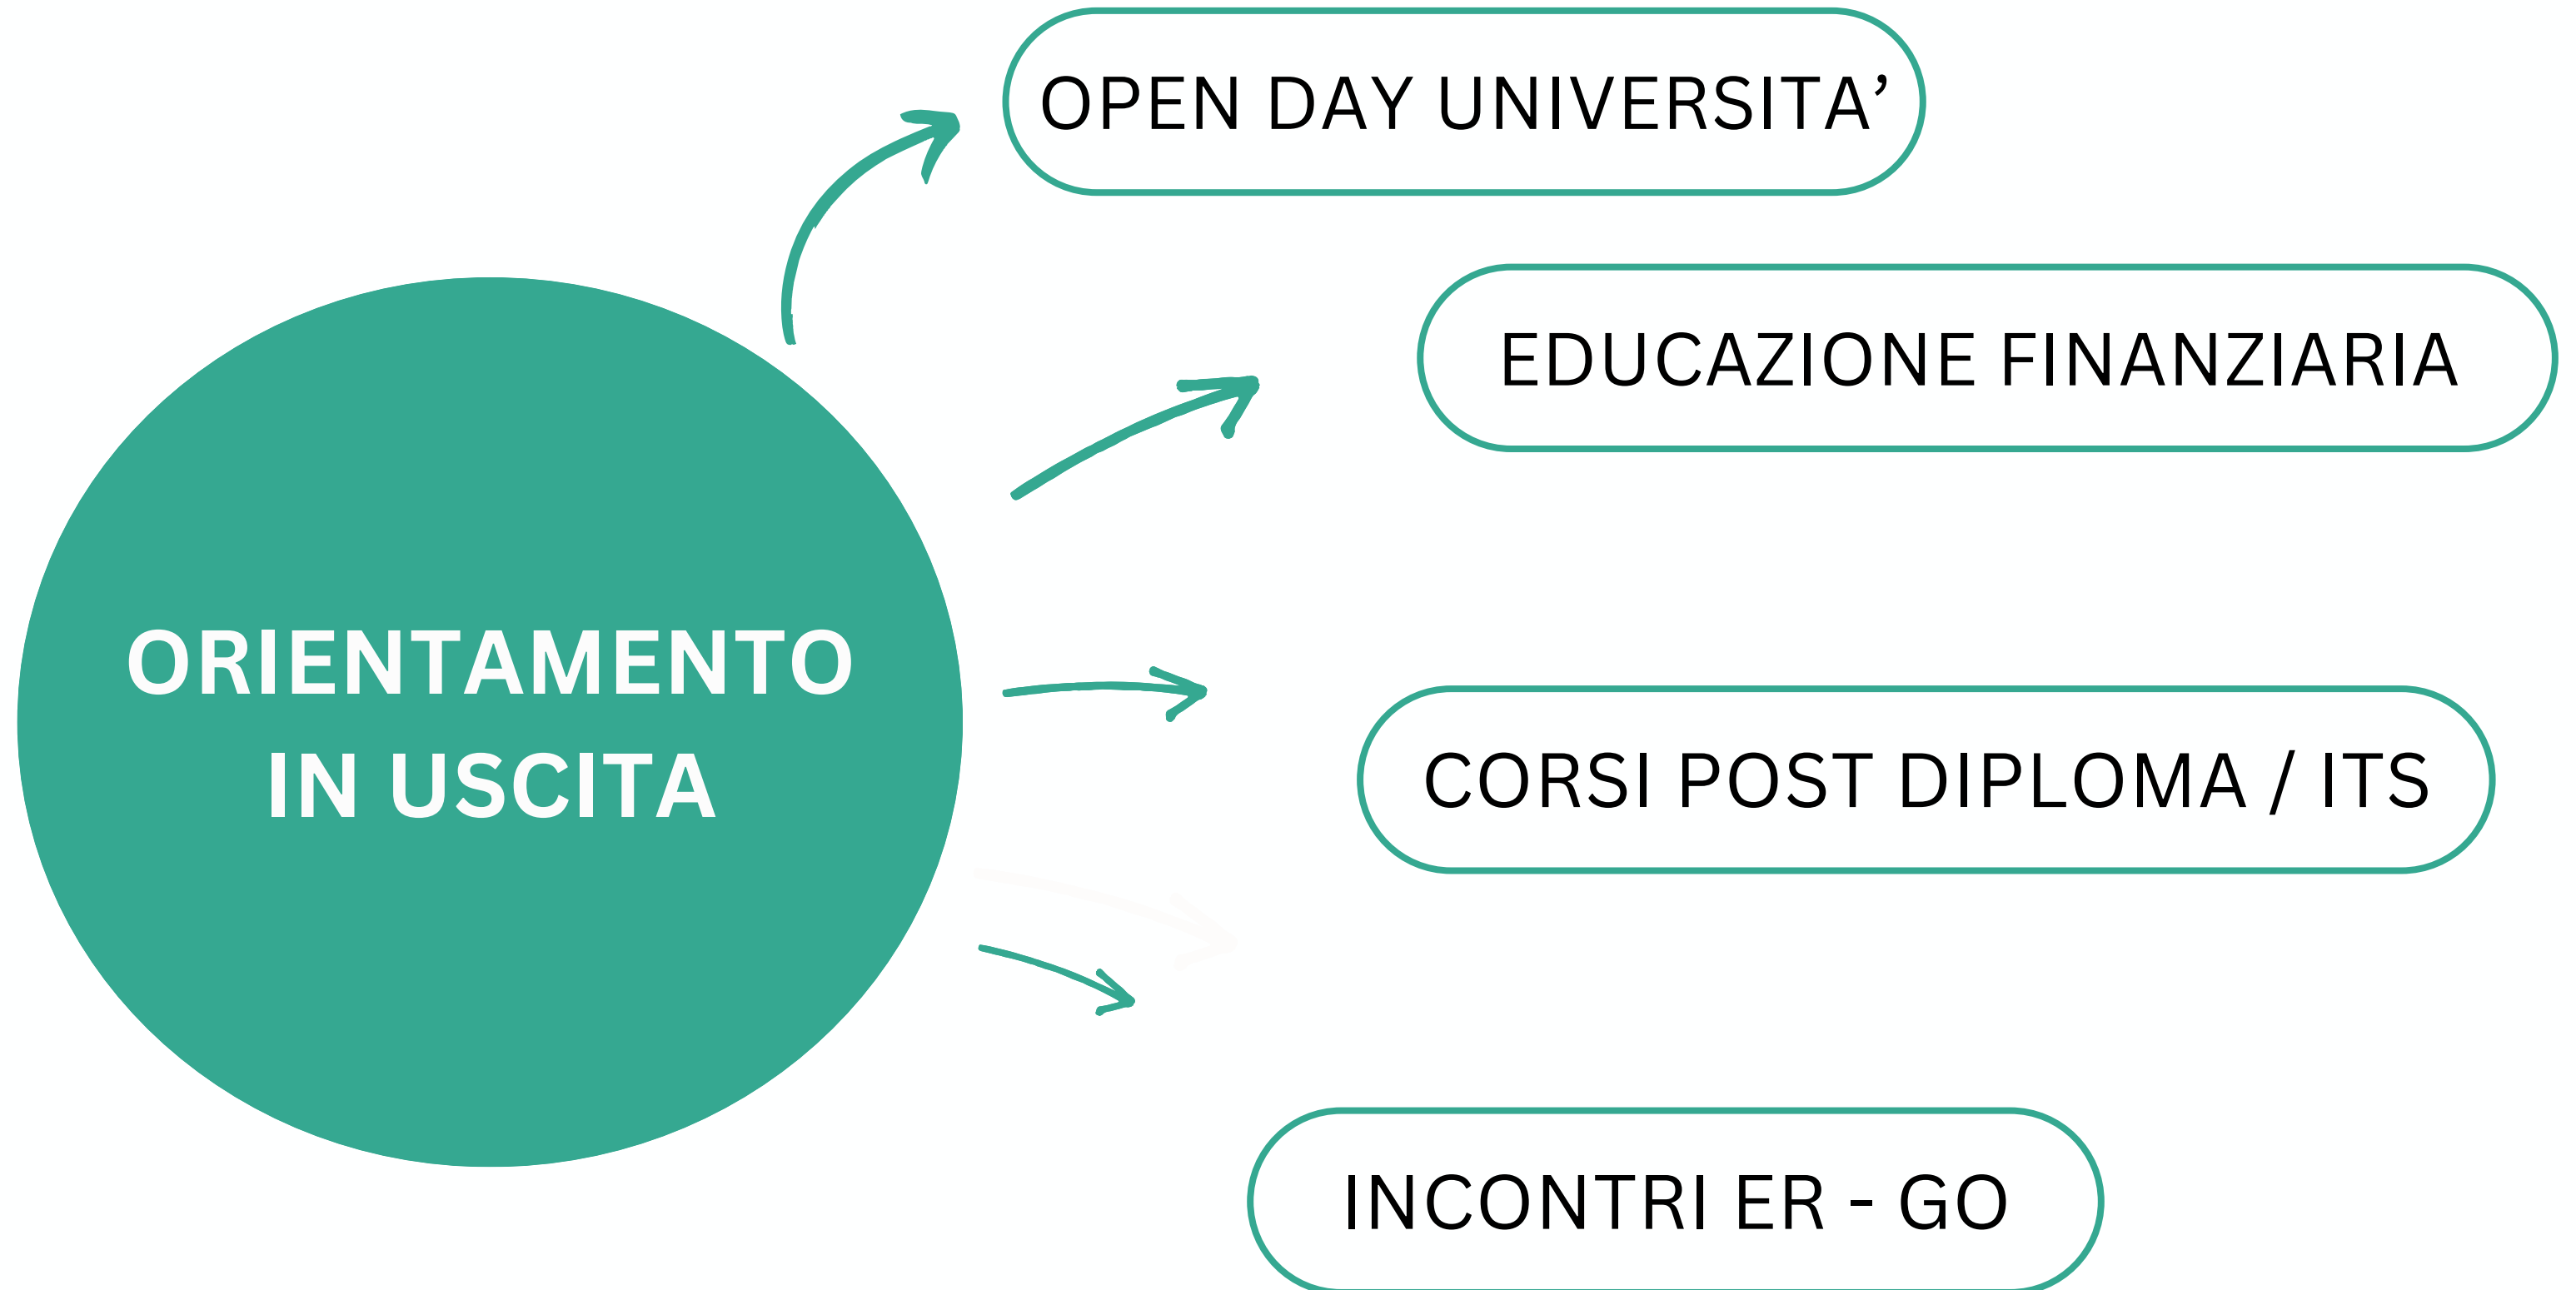 OPEN DAY UNIVERSITA’
EDUCAZIONE FINANZIARIA
ORIENTAMENTO
IN USCITA
CORSI POST DIPLOMA / ITS
INCONTRI ER - GO